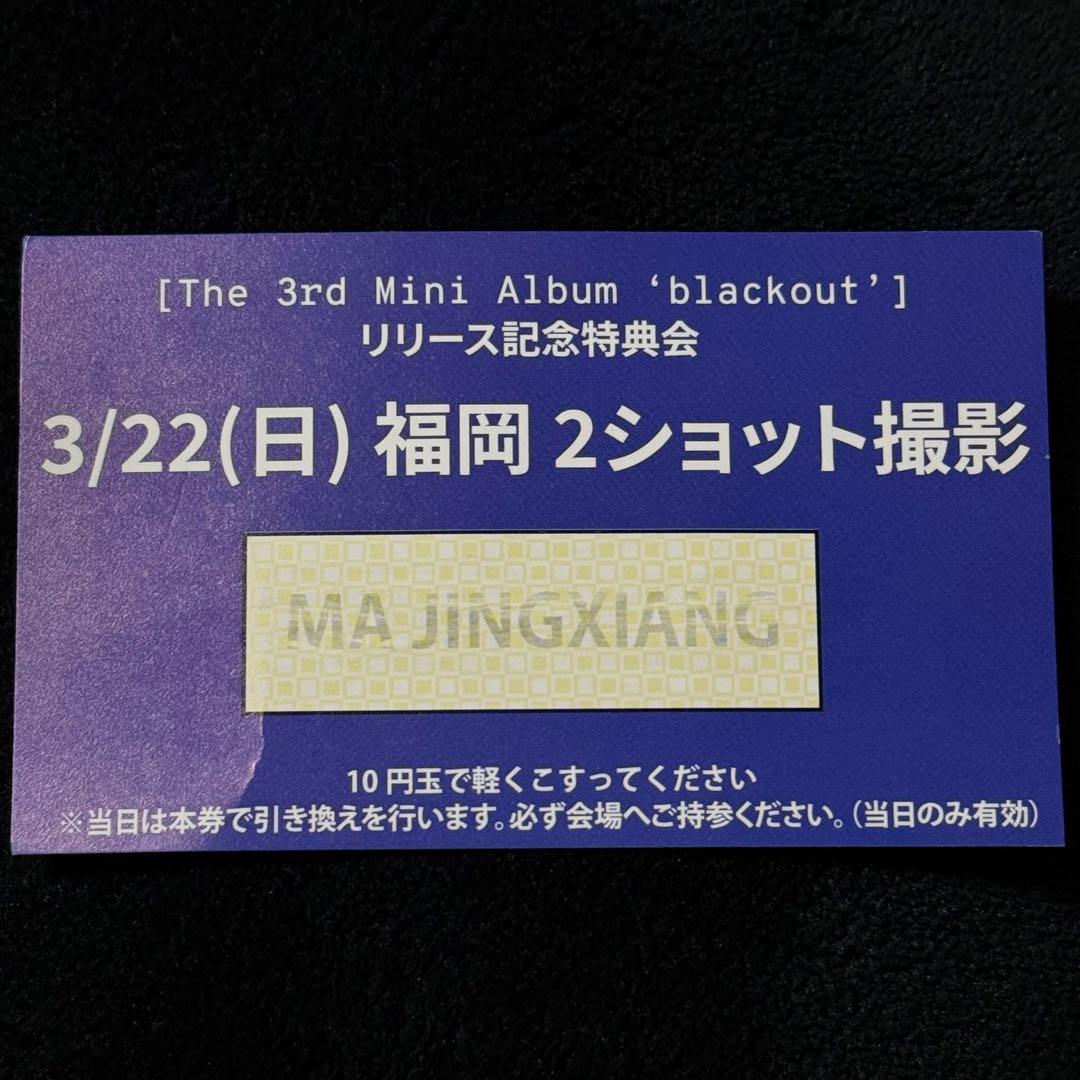 [The 3rd Mini Album ‘blackout’]
リリース記念特典会
3/22(日) 福岡 2ショット撮影
MA JINGXIANG
10円玉で軽くこすってください
※当日は本券で引き換えを行います。必ず会場へご持参ください。（当日のみ有効）